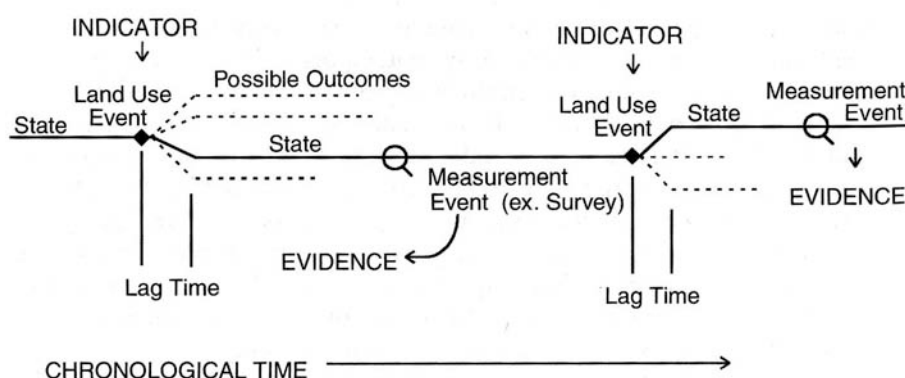 INDICATOR
Possible Outcomes
Land Use
Event
State
State
Measurement
Event (ex. Survey)
EVIDENCE
Lag Time
INDICATOR
Land Use
Event
State
Measurement
Event
EVIDENCE
Lag Time
CHRONOLOGICAL TIME